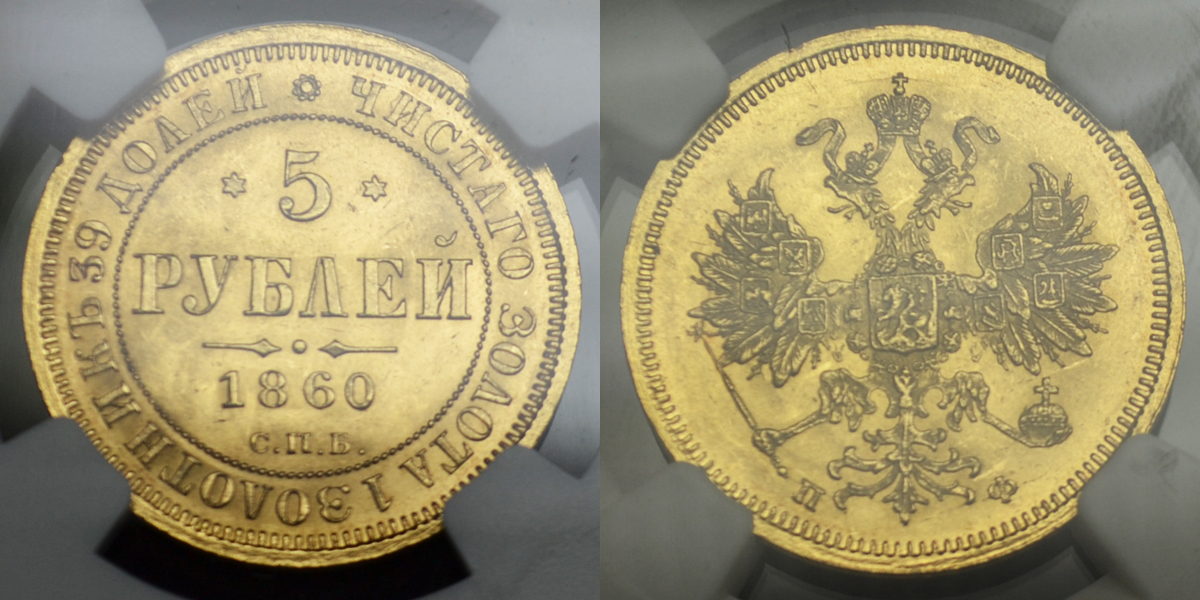 ЧИСТАГО ЗОЛОТА 1 ЗОЛОТНИКЪ 39 ДОЛЕЙ
5
РУБЛЕЙ
1860
С.П.Б.
П Ф